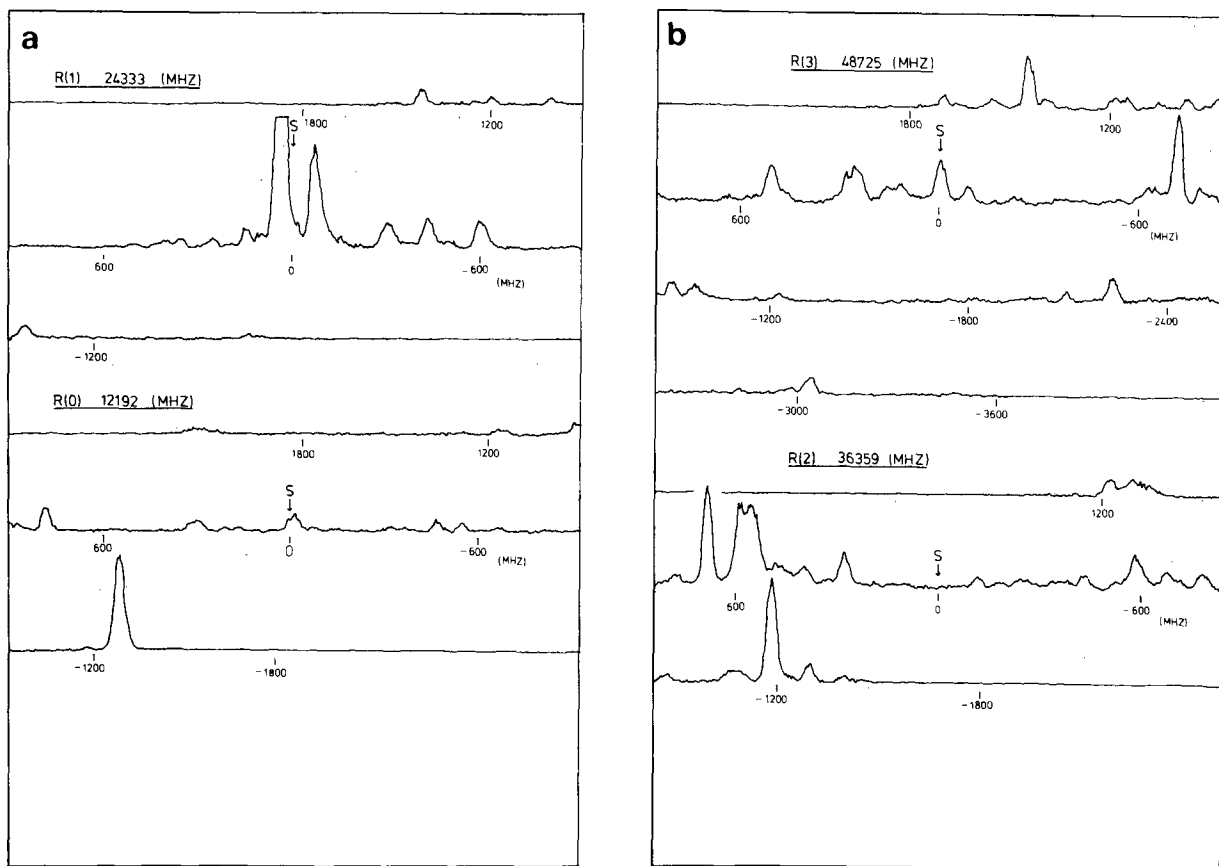 a
R(1) 24333 (MHZ)
1800 1200
S
600 0 -600
(MHZ)
-1200
R(0) 12192 (MHZ)
1800 1200
S
600 0 -600
(MHZ)
-1200 -1800
b
R(3) 48725 (MHZ)
1800 1200
S
600 0 -600
(MHZ)
-1200 -1800 -2400
-3000 -3600
R(2) 36359 (MHZ)
1200
S
600 0 -600
(MHZ)
-1200 -1800